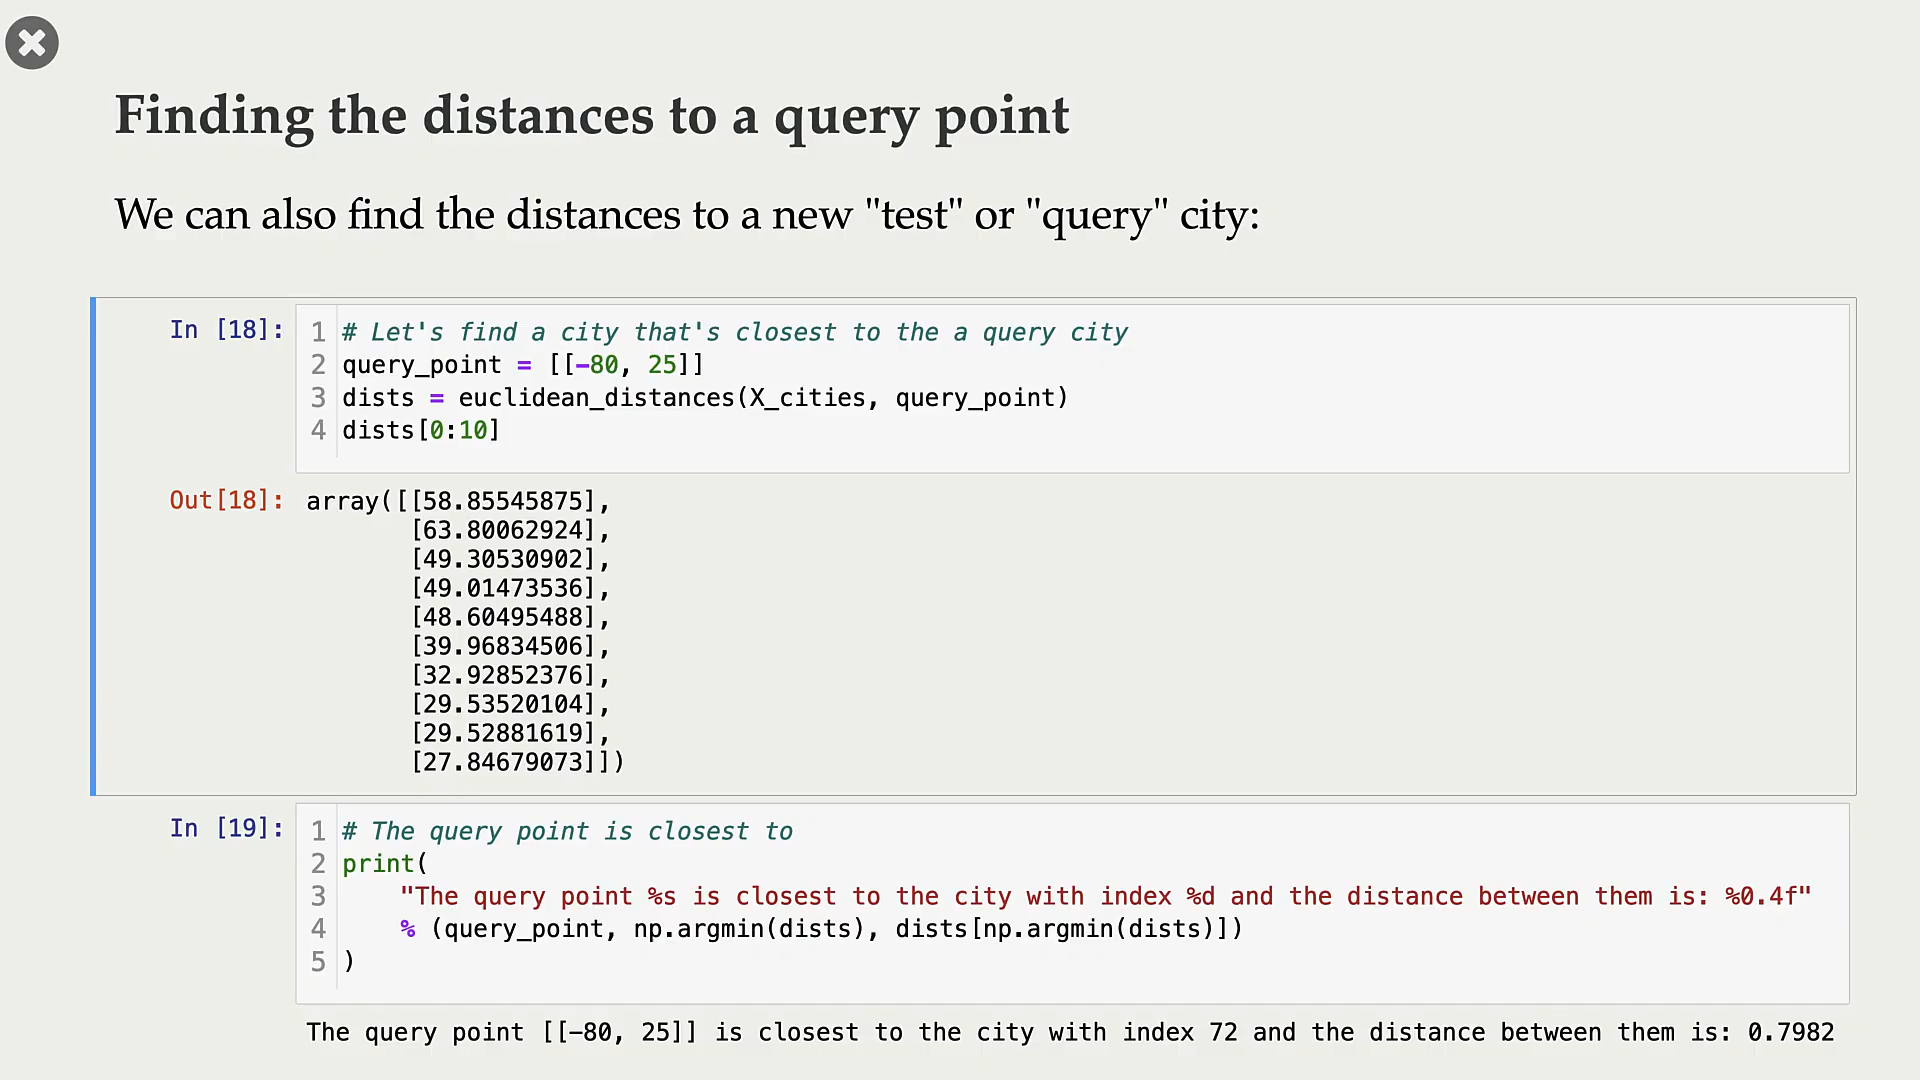 Finding the distances to a query point
We can also find the distances to a new "test" or "query" city:
In [18]:
1 # Let's find a city that's closest to the a query city
2 query_point = [[-80, 25]]
3 dists = euclidean_distances(X_cities, query_point)
4 dists[0:10]
Out[18]: array([[58.85545875],
[63.80062924],
[49.30530902],
[49.01473536],
[48.60495488],
[39.96834506],
[32.92852376],
[29.53520104],
[29.52881619],
[27.84679073]])
In [19]:
1 # The query point is closest to
2 print(
3     "The query point %s is closest to the city with index %d and the distance between them is: %0.4f"
4     % (query_point, np.argmin(dists), dists[np.argmin(dists)])
5 )
The query point [[-80, 25]] is closest to the city with index 72 and the distance between them is: 0.7982